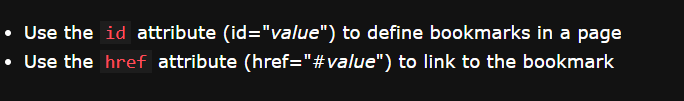 • Use the id attribute (id="value") to define bookmarks in a page
• Use the href attribute (href="#value") to link to the bookmark